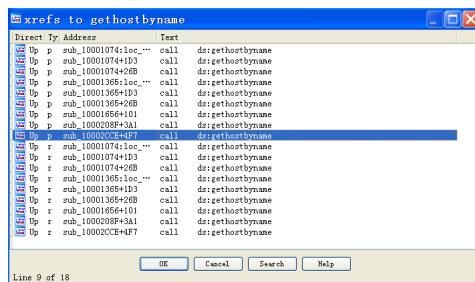 xrefs to gethostbyname
Direct Ty Address Text
Up p sub_10001074:loc_... call ds:gethostbyname
Up p sub_10001074+1D3 call ds:gethostbyname
Up p sub_10001074+26B call ds:gethostbyname
Up p sub_10001365:loc_... call ds:gethostbyname
Up p sub_10001365+1D3 call ds:gethostbyname
Up p sub_10001365+26B call ds:gethostbyname
Up p sub_10001656+101 call ds:gethostbyname
Up p sub_1000208F+3A1 call ds:gethostbyname
Up p sub_10002CCE+4F7 call ds:gethostbyname
Up r sub_10001074:loc_... call ds:gethostbyname
Up r sub_10001074+1D3 call ds:gethostbyname
Up r sub_10001074+26B call ds:gethostbyname
Up r sub_10001365:loc_... call ds:gethostbyname
Up r sub_10001365+1D3 call ds:gethostbyname
Up r sub_10001365+26B call ds:gethostbyname
Up r sub_10001656+101 call ds:gethostbyname
Up r sub_1000208F+3A1 call ds:gethostbyname
Up r sub_10002CCE+4F7 call ds:gethostbyname
OK Cancel Search Help
Line 9 of 18